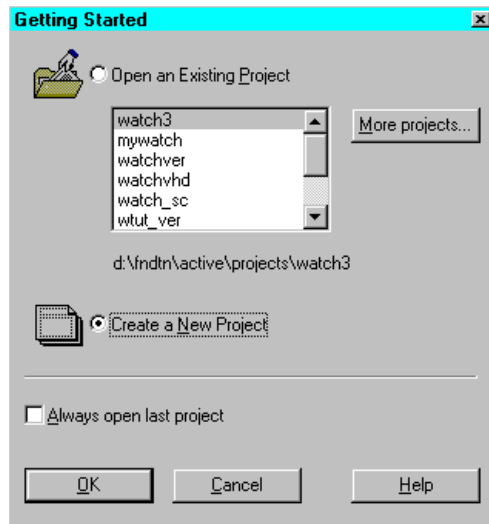 Getting Started
Open an Existing Project
watch3
mywatch
watchver
watchvhd
watch_sc
wtut_ver
More projects...
d:\fndtn\active\projects\watch3
Create a New Project
Always open last project
OK
Cancel
Help